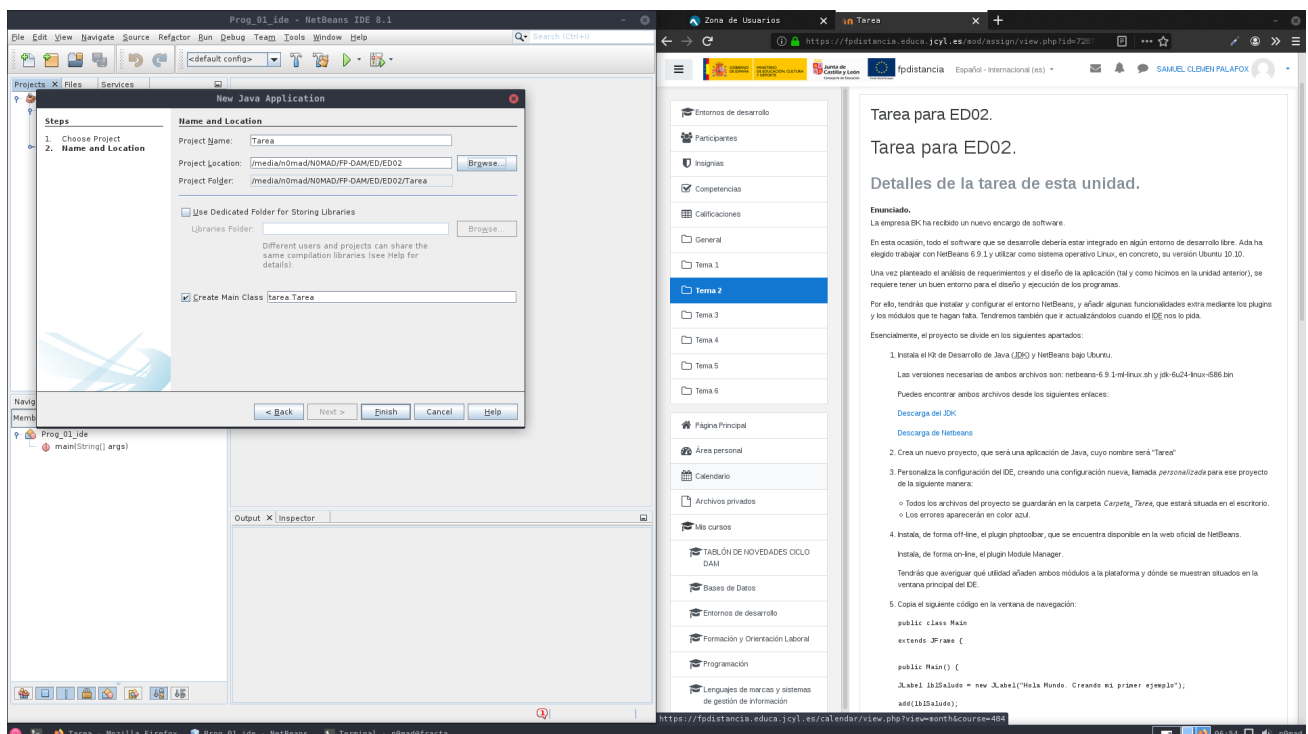 Prog_01_ide - NetBeans IDE 8.1
File Edit View Navigate Source Refactor Run Debug Team Tools Window Help
Search (Ctrl+I)
<default config>
Projects X Files Services
New Java Application
Steps
1. Choose Project
2. Name and Location
Name and Location
Project Name: Tarea
Project Location: /media/n0mad/N0MAD/FP-DAM/ED/ED02 Browse...
Project Folder: /media/n0mad/N0MAD/FP-DAM/ED/ED02/Tarea
Use Dedicated Folder for Storing Libraries
Libraries Folder: Browse...
Different users and projects can share the
same compilation libraries (see Help for
details).
Create Main Class tarea.Tarea
< Back Next > Finish Cancel Help
Navig
Memb
Prog_01_ide
main(String[] args)
Output X Inspector
Zona de Usuarios X
Tarea X +
https://fpdistancia.educa.jcyl.es/mod/assign/view.php?id=7287
GOBIERNO DE ESPAÑA
Junta de
Castilla y León
fpdistancia Español - Internacional (es)
SAMUEL CLEMEN PALAFOX
Entornos de desarrollo
Participantes
Insignias
Competencias
Calificaciones
General
Tema 1
Tema 2
Tema 3
Tema 4
Tema 5
Tema 6
Página Principal
Área personal
Calendario
Archivos privados
Mis cursos
TABLÓN DE NOVEDADES CICLO
DAM
Bases de Datos
Entornos de desarrollo
Formación y Orientación Laboral
Programación
Lenguajes de marcas y sistemas
de gestión de información
Tarea para ED02.
Tarea para ED02.
Detalles de la tarea de esta unidad.
Enunciado.
La empresa BK ha recibido un nuevo encargo de software.
En esta ocasión, todo el software que se desarrolle debería estar integrado en algún entorno de desarrollo libre. Ada ha
elegido trabajar con NetBeans 6.9.1 y utilizar como sistema operativo Linux, en concreto, su versión Ubuntu 10.10.
Una vez planteado el análisis de requerimientos y el diseño de la aplicación (tal y como hicimos en la unidad anterior), se
requiere tener un buen entorno para el diseño y ejecución de los programas.
Por ello, tendrás que instalar y configurar el entorno NetBeans, y añadir algunas funcionalidades extra mediante los plugins
y los módulos que te hagan falta. Tendremos también que ir actualizándolos cuando el IDE nos lo pida.
Esencialmente, el proyecto se divide en los siguientes apartados:
1. Instala el Kit de Desarrollo de Java (JDK) y NetBeans bajo Ubuntu.
Las versiones necesarias de ambos archivos son: netbeans-6.9.1-ml-linux.sh y jdk-6u24-linux-i586.bin
Puedes encontrar ambos archivos desde los siguientes enlaces:
Descarga del JDK
Descarga de Netbeans
2. Crea un nuevo proyecto, que será una aplicación de Java, cuyo nombre será "Tarea"
3. Personaliza la configuración del IDE, creando una configuración nueva, llamada personalizada para ese proyecto
de la siguiente manera:
Todos los archivos del proyecto se guardarán en la carpeta Carpeta_Tarea, que estará situada en el escritorio.
Los errores aparecerán en color azul.
4. Instala, de forma off-line, el plugin phptoolbar, que se encuentra disponible en la web oficial de NetBeans.
Instala, de forma on-line, el plugin Module Manager.
Tendrás que averiguar qué utilidad añaden ambos módulos a la plataforma y dónde se muestran situados en la
ventana principal del IDE.
5. Copia el siguiente código en la ventana de navegación:
public class Main
extends JFrame {
public Main() {
JLabel lblSaludo = new JLabel("Hola Mundo. Creando mi primer ejemplo");
add(lblSaludo);
https://fpdistancia.educa.jcyl.es/calendar/view.php?view=month&course=484
Tarea - Mozilla Firefox Prog_01_ide - NetBeans Terminal - n0mad@fracta
06:54 n0mad